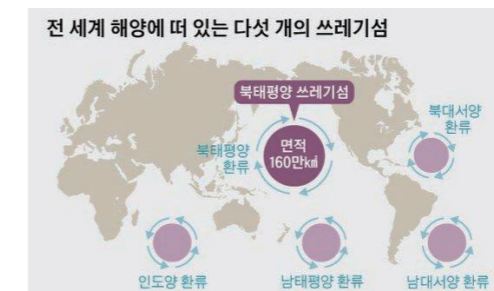 전 세계 해양에 떠 있는 다섯 개의 쓰레기섬
북태평양 쓰레기섬
북대서양
환류
북태평양
환류
면적
160만㎢
인도양 환류
남태평양 환류
남대서양 환류